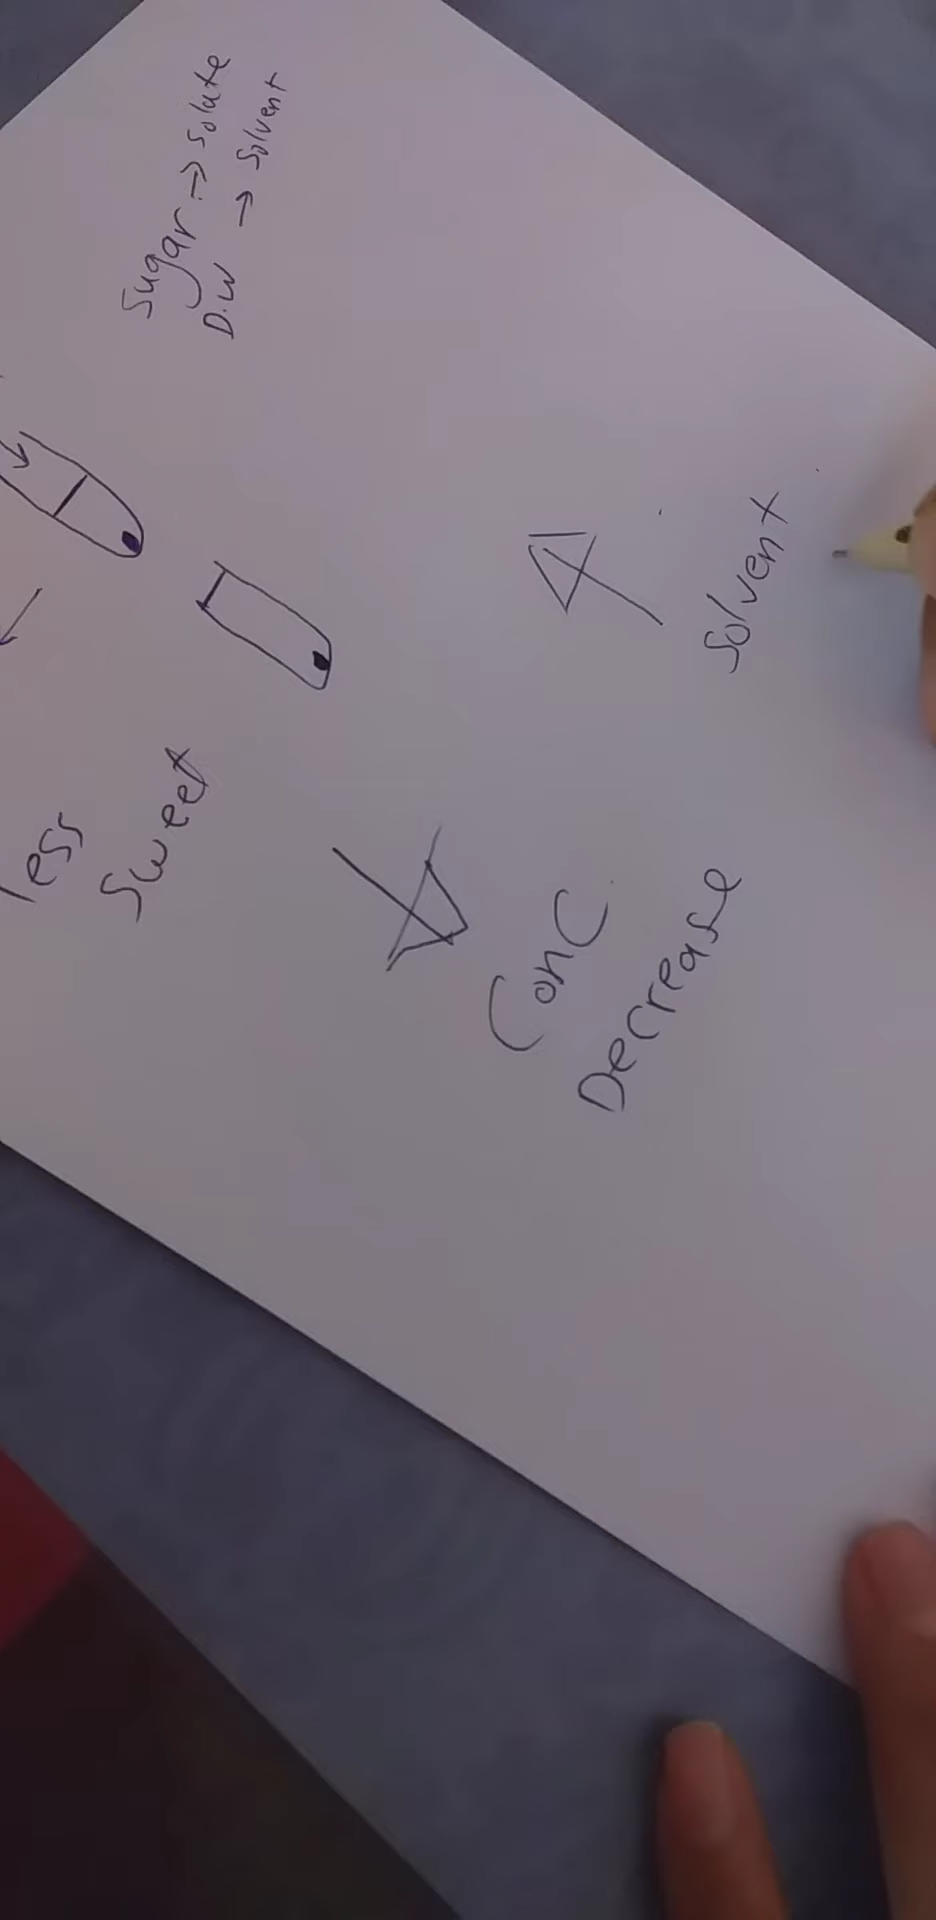 Sugar → Solute
D.W → Solvent
less
Sweet
Solvent
Conc
Decrease